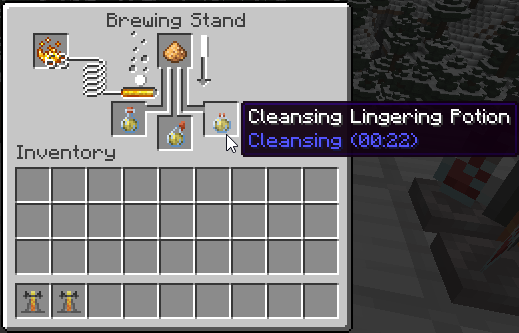 Brewing Stand
Cleansing Lingering Potion
Cleansing (00:22)
Inventory